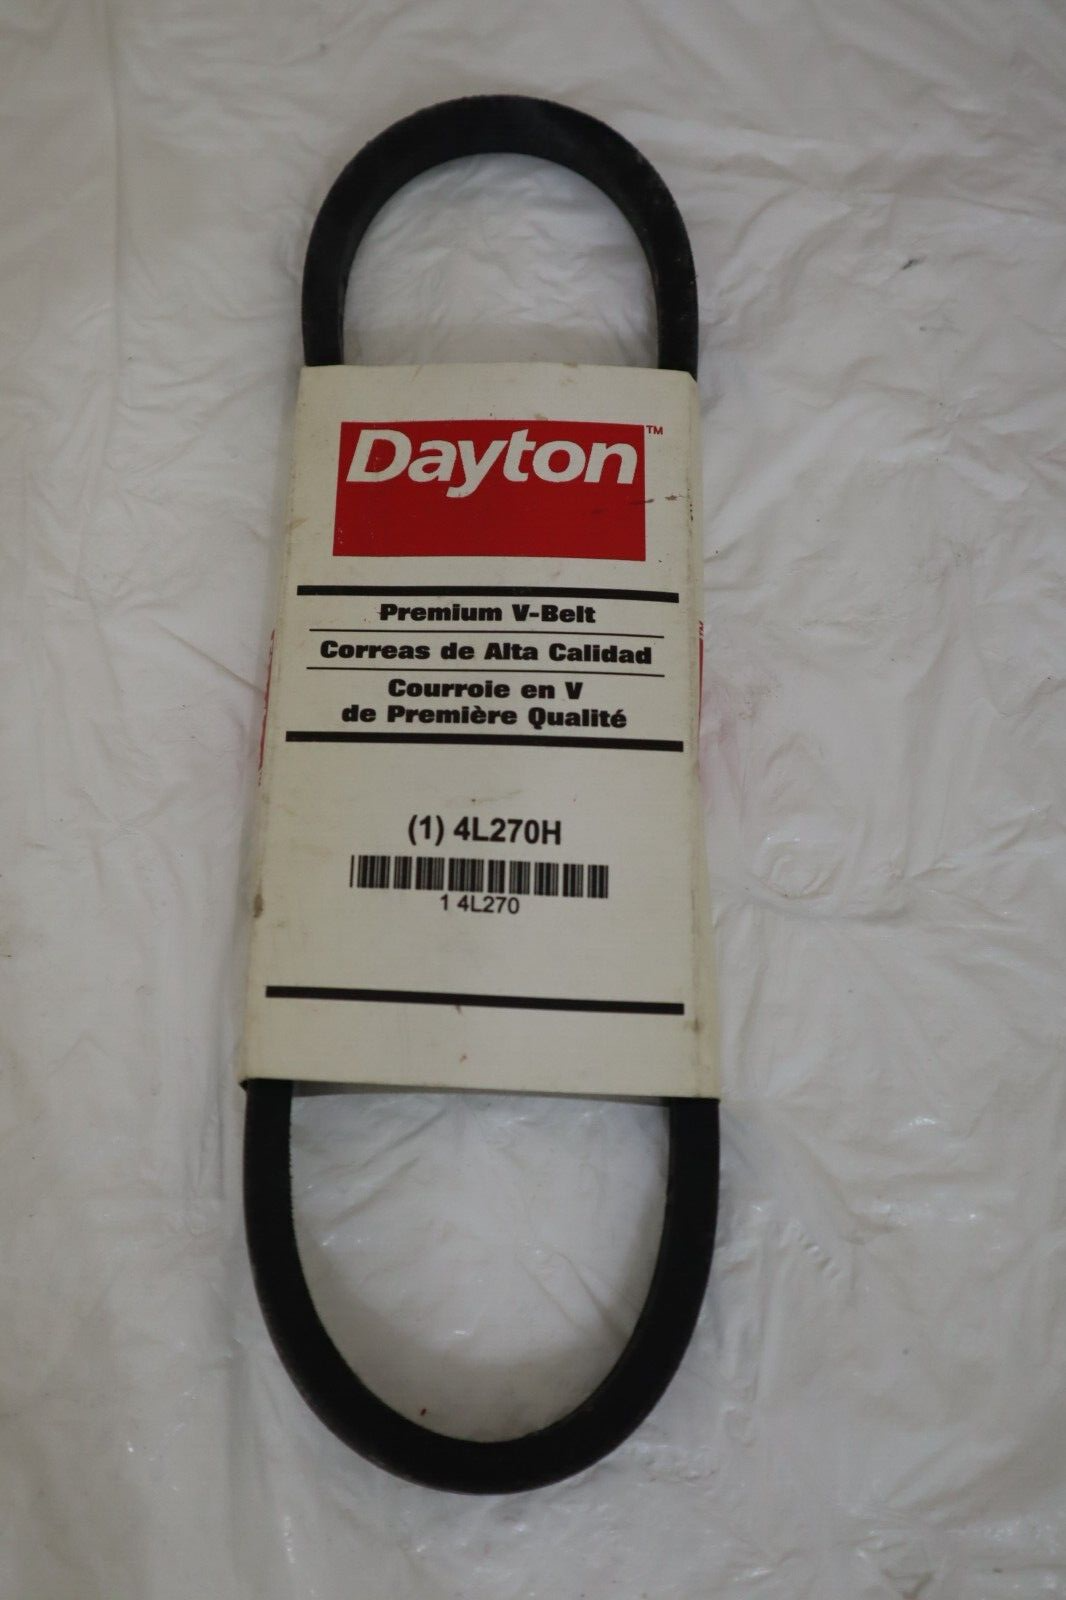 Dayton™
Premium V-Belt
Correas de Alta Calidad
Courroie en V
de Première Qualité
(1) 4L270H
1 4L270